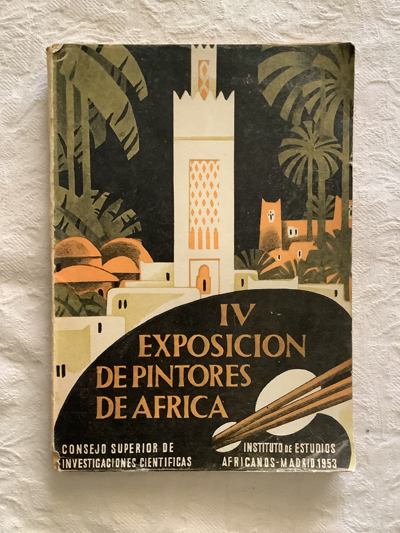 IV
EXPOSICION
DE PINTORES
DE AFRICA
CONSEJO SUPERIOR DE
INVESTIGACIONES CIENTIFICAS
INSTITUTO DE ESTUDIOS
AFRICANOS-MADRID 1953